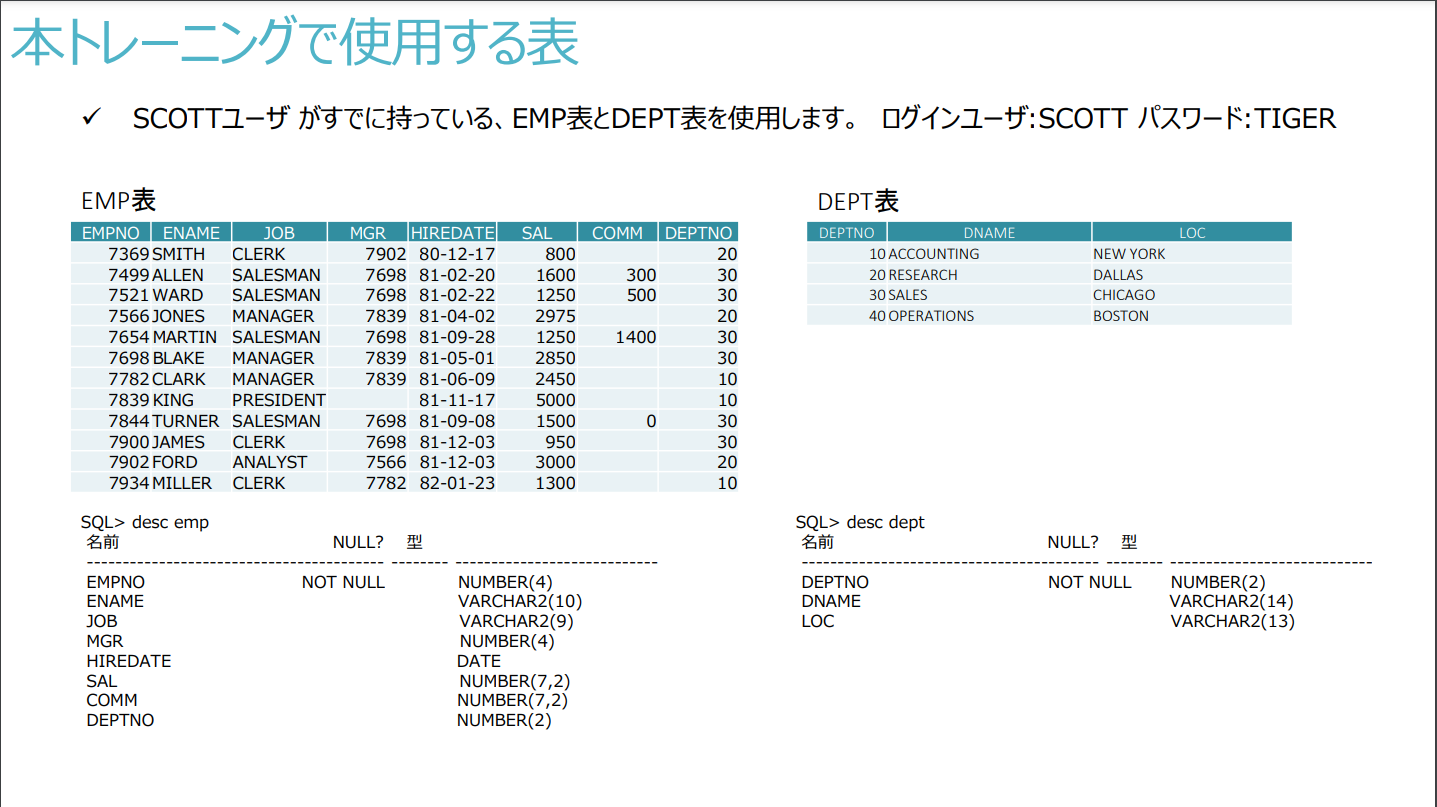 本トレーニングで使用する表
✓ SCOTTユーザ がすでに持っている、EMP表とDEPT表を使用します。 ログインユーザ:SCOTT パスワード:TIGER
EMP表
EMPNO ENAME JOB MGR HIREDATE SAL COMM DEPTNO
7369 SMITH CLERK 7902 80-12-17 800 20
7499 ALLEN SALESMAN 7698 81-02-20 1600 300 30
7521 WARD SALESMAN 7698 81-02-22 1250 500 30
7566 JONES MANAGER 7839 81-04-02 2975 20
7654 MARTIN SALESMAN 7698 81-09-28 1250 1400 30
7698 BLAKE MANAGER 7839 81-05-01 2850 30
7782 CLARK MANAGER 7839 81-06-09 2450 10
7839 KING PRESIDENT 81-11-17 5000 10
7844 TURNER SALESMAN 7698 81-09-08 1500 0 30
7900 JAMES CLERK 7698 81-12-03 950 30
7902 FORD ANALYST 7566 81-12-03 3000 20
7934 MILLER CLERK 7782 82-01-23 1300 10
SQL> desc emp
名前 NULL? 型
----------------------------------------- -------- ----------------------------
EMPNO NOT NULL NUMBER(4)
ENAME VARCHAR2(10)
JOB VARCHAR2(9)
MGR NUMBER(4)
HIREDATE DATE
SAL NUMBER(7,2)
COMM NUMBER(7,2)
DEPTNO NUMBER(2)
DEPT表
DEPTNO DNAME LOC
10 ACCOUNTING NEW YORK
20 RESEARCH DALLAS
30 SALES CHICAGO
40 OPERATIONS BOSTON
SQL> desc dept
名前 NULL? 型
----------------------------------------- -------- ----------------------------
DEPTNO NOT NULL NUMBER(2)
DNAME VARCHAR2(14)
LOC VARCHAR2(13)